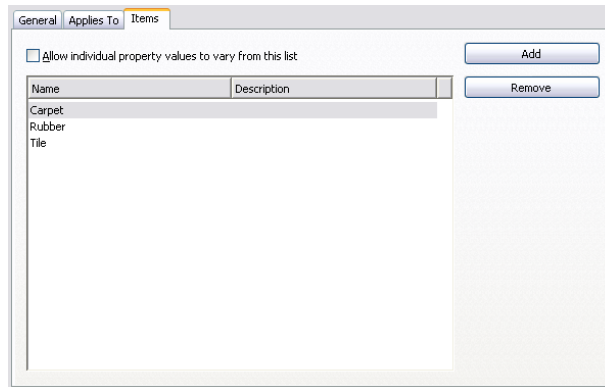 General Applies To Items
Allow individual property values to vary from this list
Add
Name Description
Remove
Carpet
Rubber
Tile